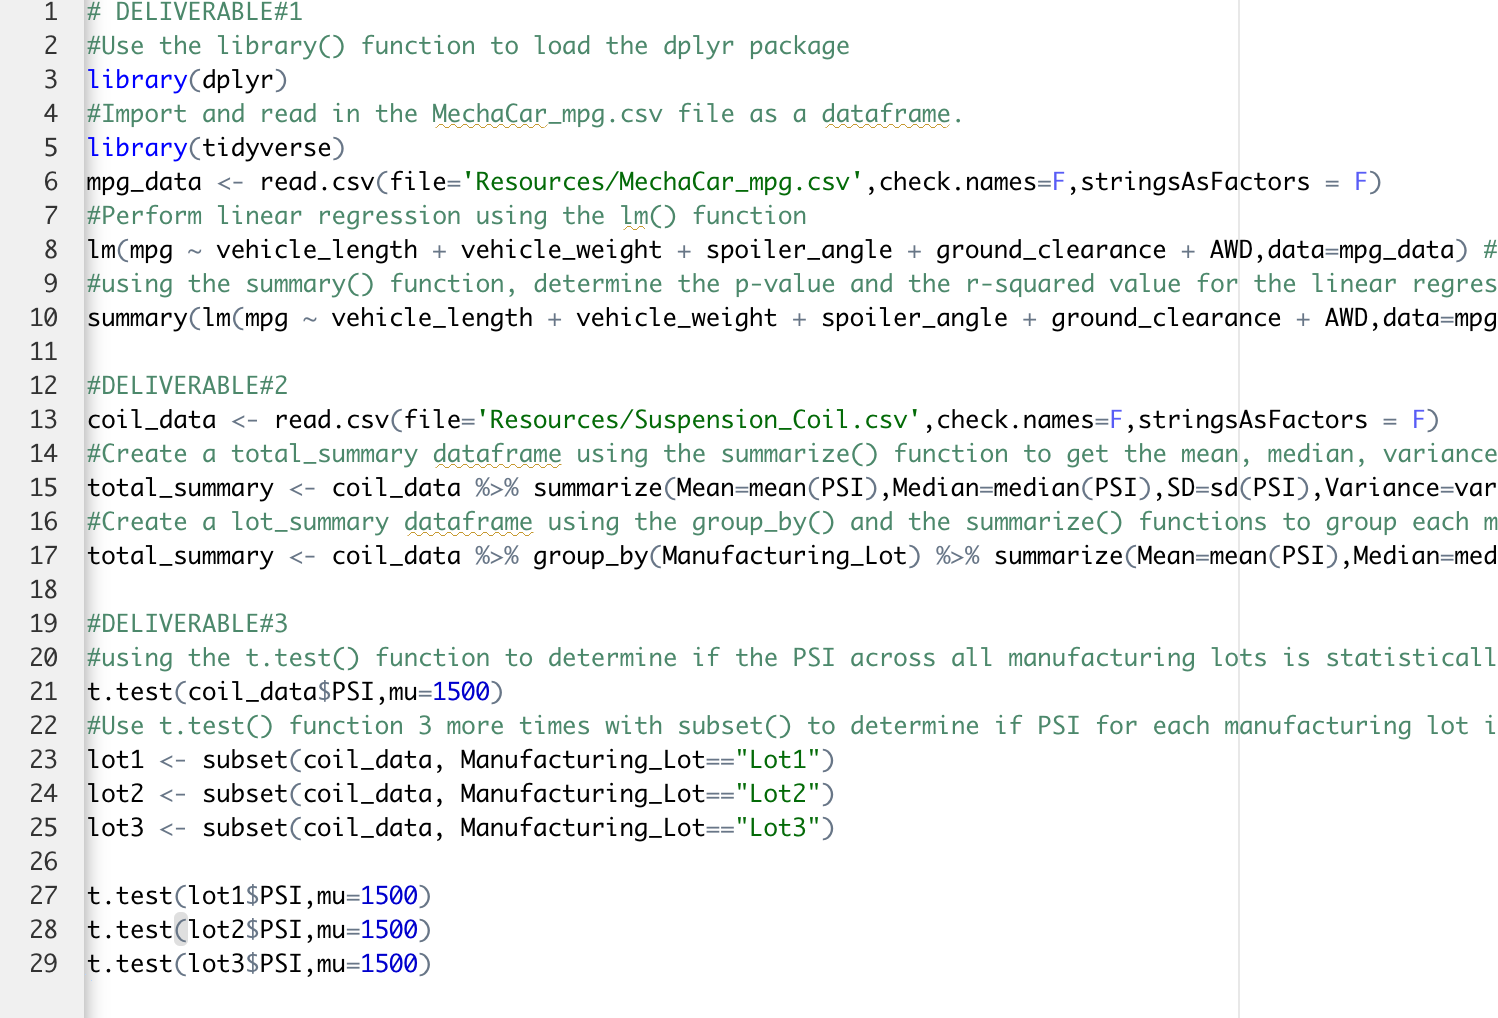 1 # DELIVERABLE#1
2 #Use the library() function to load the dplyr package
3 library(dplyr)
4 #Import and read in the MechaCar_mpg.csv file as a dataframe.
5 library(tidyverse)
6 mpg_data <- read.csv(file='Resources/MechaCar_mpg.csv',check.names=F,stringsAsFactors = F)
7 #Perform linear regression using the lm() function
8 lm(mpg ~ vehicle_length + vehicle_weight + spoiler_angle + ground_clearance + AWD,data=mpg_data) #
9 #using the summary() function, determine the p-value and the r-squared value for the linear regres
10 summary(lm(mpg ~ vehicle_length + vehicle_weight + spoiler_angle + ground_clearance + AWD,data=mpg
11
12 #DELIVERABLE#2
13 coil_data <- read.csv(file='Resources/Suspension_Coil.csv',check.names=F,stringsAsFactors = F)
14 #Create a total_summary dataframe using the summarize() function to get the mean, median, variance
15 total_summary <- coil_data %>% summarize(Mean=mean(PSI),Median=median(PSI),SD=sd(PSI),Variance=var
16 #Create a lot_summary dataframe using the group_by() and the summarize() functions to group each m
17 total_summary <- coil_data %>% group_by(Manufacturing_Lot) %>% summarize(Mean=mean(PSI),Median=med
18
19 #DELIVERABLE#3
20 #using the t.test() function to determine if the PSI across all manufacturing lots is statisticall
21 t.test(coil_data$PSI,mu=1500)
22 #Use t.test() function 3 more times with subset() to determine if PSI for each manufacturing lot i
23 lot1 <- subset(coil_data, Manufacturing_Lot=="Lot1")
24 lot2 <- subset(coil_data, Manufacturing_Lot=="Lot2")
25 lot3 <- subset(coil_data, Manufacturing_Lot=="Lot3")
26
27 t.test(lot1$PSI,mu=1500)
28 t.test(lot2$PSI,mu=1500)
29 t.test(lot3$PSI,mu=1500)